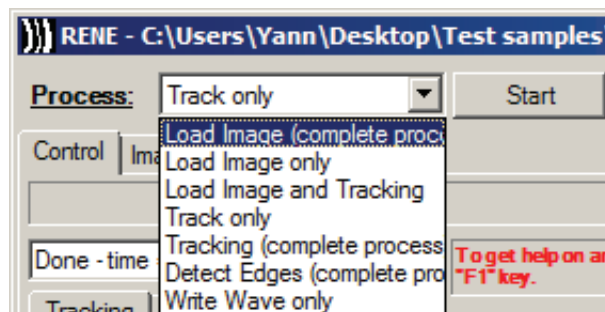 RENE - C:\Users\Yann\Desktop\Test samples
Process: Track only Start
Load Image (complete proc
Control
Load Image only
Load Image and Tracking
Track only
Tracking (complete process
Done - time
To get help on
"F1" key.
Detect Edges (complete pro
Tracking
Write Wave only